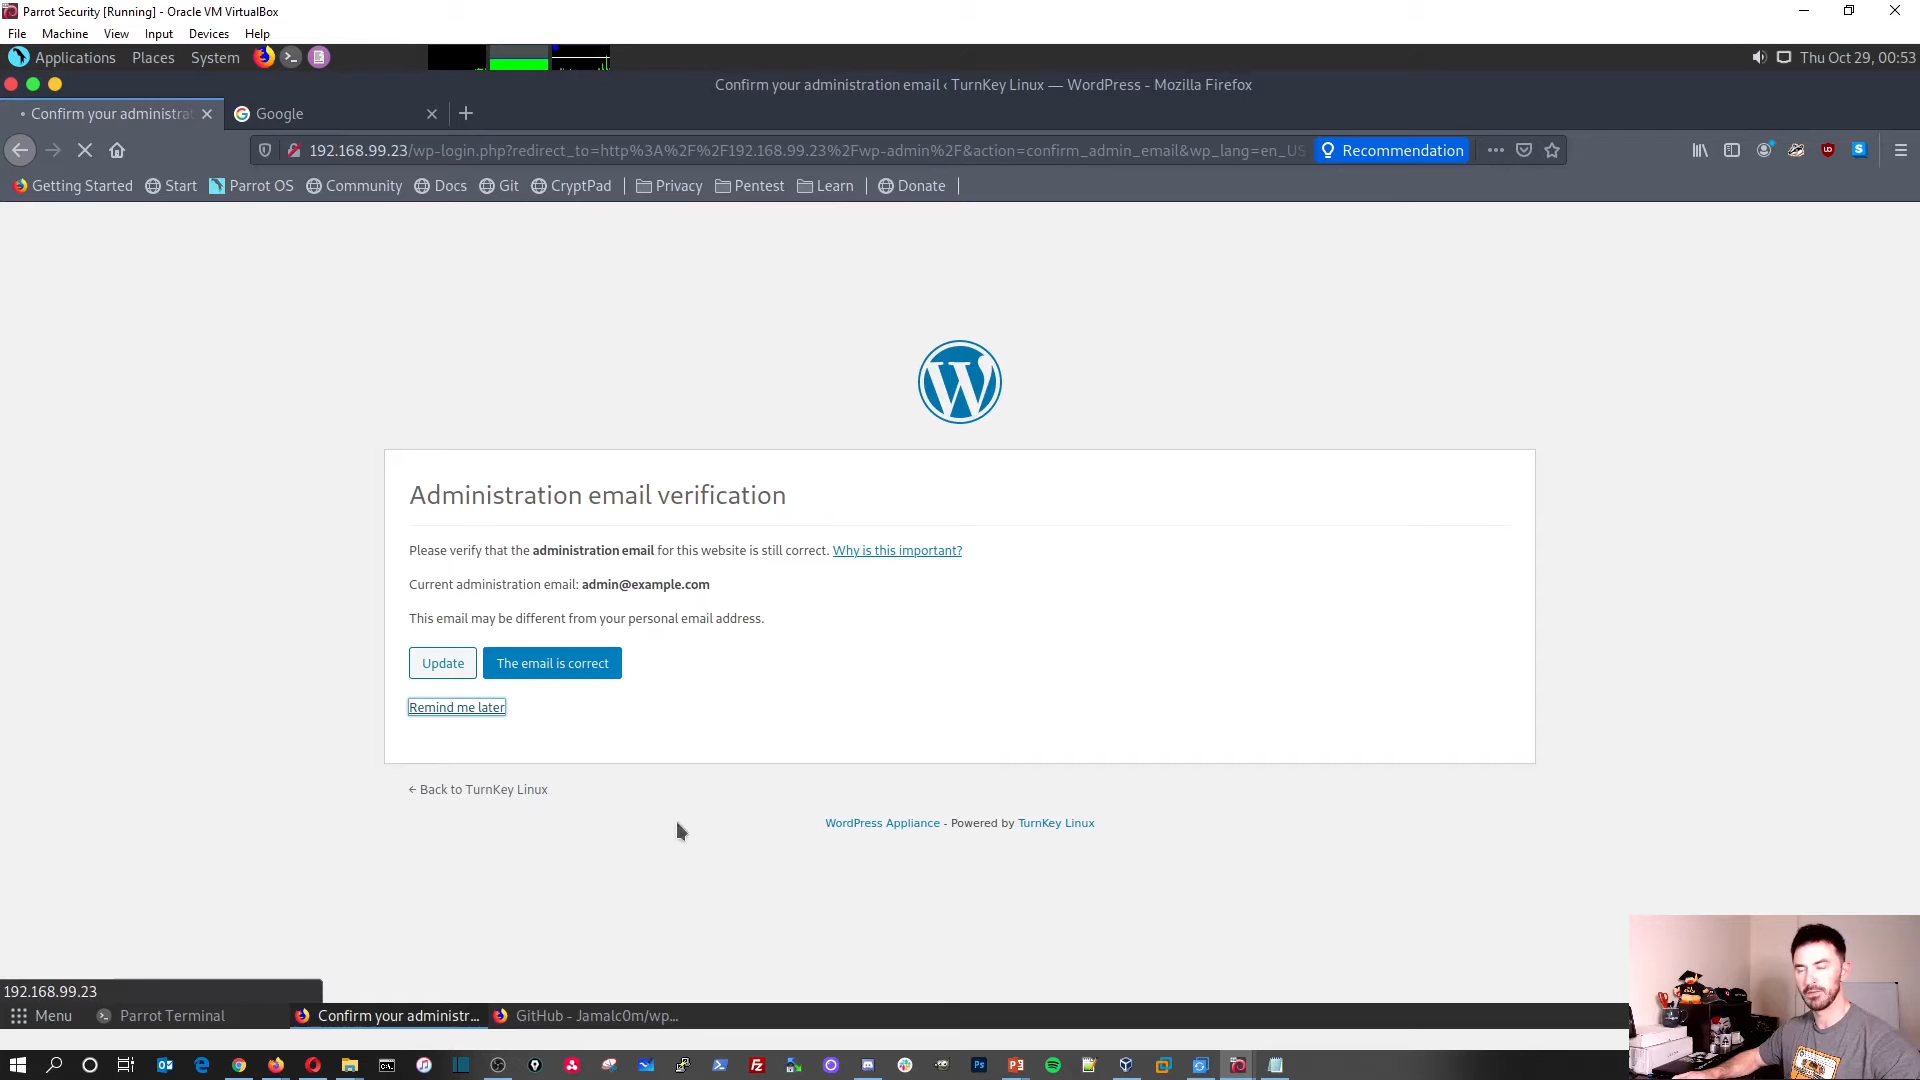 Parrot Security [Running] - Oracle VM VirtualBox
File Machine View Input Devices Help
Applications Places System Thu Oct 29, 00:53
Confirm your administration email ‹ TurnKey Linux — WordPress - Mozilla Firefox
• Confirm your administra
Google
192.168.99.23/wp-login.php?redirect_to=http%3A%2F%2F192.168.99.23%2Fwp-admin%2F&action=confirm_admin_email&wp_lang=en_US
Recommendation
Getting Started Start Parrot OS Community Docs Git CryptPad Privacy Pentest Learn Donate
Administration email verification
Please verify that the administration email for this website is still correct. Why is this important?
Current administration email: admin@example.com
This email may be different from your personal email address.
Update The email is correct
Remind me later
← Back to TurnKey Linux
WordPress Appliance - Powered by TurnKey Linux
192.168.99.23
Menu Parrot Terminal Confirm your administr... GitHub - Jamalc0m/wp...